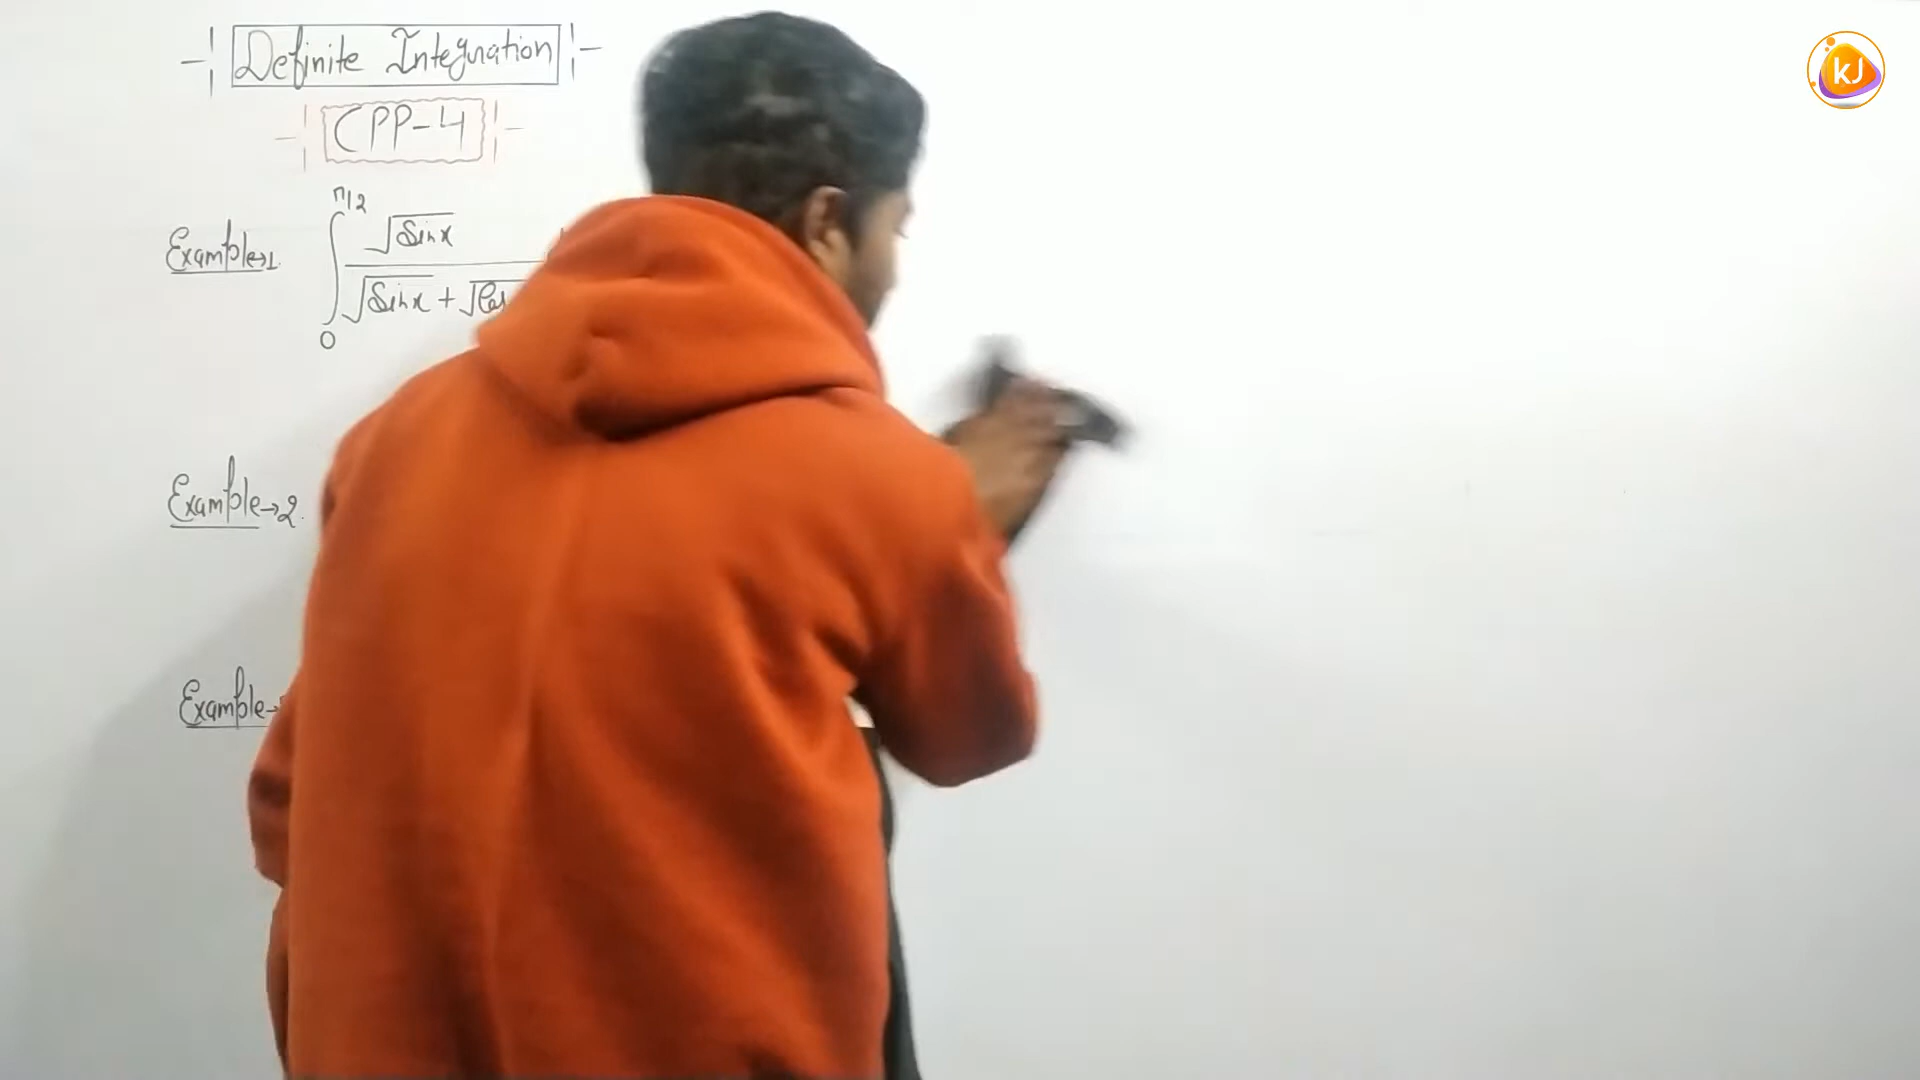 Definite Integration
CPP-4
π/2
Example→1. ∫ √Sinx
√Sinx + √Cos
0
Example→2.
Example→
KJ